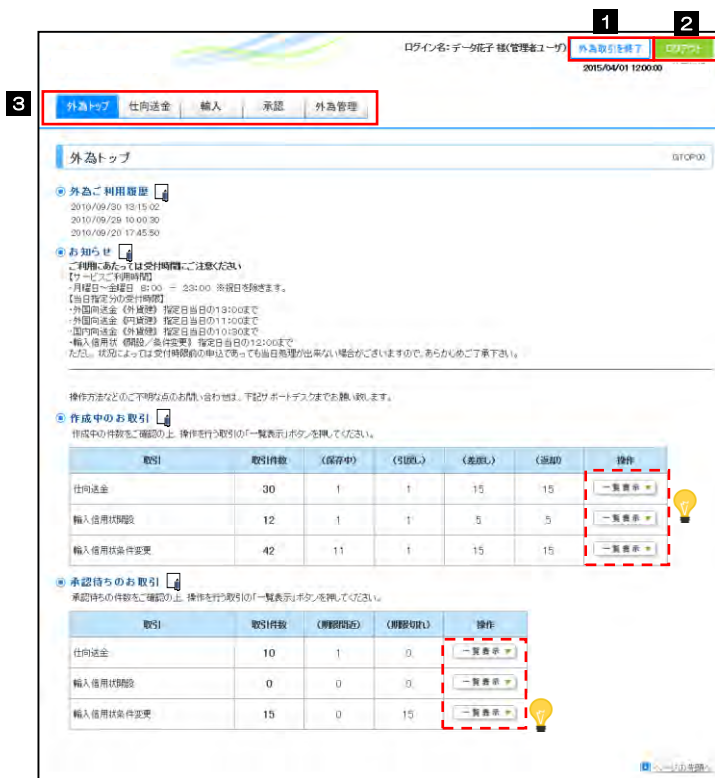 1 2
ログイン名：データ花子 様(管理者ユーザ) 外為取引を終了 ログアウト
2015/04/01 12:00:00
3
外為トップ 仕向送金 輸入 承認 外為管理
外為トップ GTOP00
外為ご利用履歴
2010/09/30 13:15:02
2010/09/29 10:00:30
2010/09/20 17:45:50
お知らせ
ご利用にあたっては受付時間にご注意ください
【サービスご利用時間】
・月曜日～金曜日 8:00 － 23:00 ※祝日を除きます。
【当日指定分の受付時限】
・外国向送金 《外貨建》 指定日当日の13:00まで
・外国向送金 《円貨建》 指定日当日の11:00まで
・国内向送金 《外貨建》 指定日当日の10:30まで
・輸入信用状 《開設／条件変更》 指定日当日の12:00まで
ただし、状況によっては受付時限前の申込であっても当日処理が出来ない場合がございますので、あらかじめご了承下さい。
操作方法などのご不明な点のお問い合わせは、下記サポートデスクまでお願い致します。
作成中のお取引
作成中の件数をご確認の上、操作を行う取引の「一覧表示」ボタンを押してください。
取引 取引件数 (保存中) (引戻し) (差戻し) (返却) 操作
仕向送金 30 1 1 15 15 一覧表示
輸入信用状開設 12 1 1 5 5 一覧表示
輸入信用状条件変更 42 11 1 15 15 一覧表示
承認待ちのお取引
承認待ちの件数をご確認の上、操作を行う取引の「一覧表示」ボタンを押してください。
取引 取引件数 (期限間近) (期限切れ) 操作
仕向送金 10 1 0 一覧表示
輸入信用状開設 0 0 0 一覧表示
輸入信用状条件変更 15 0 15 一覧表示
ページの先頭へ